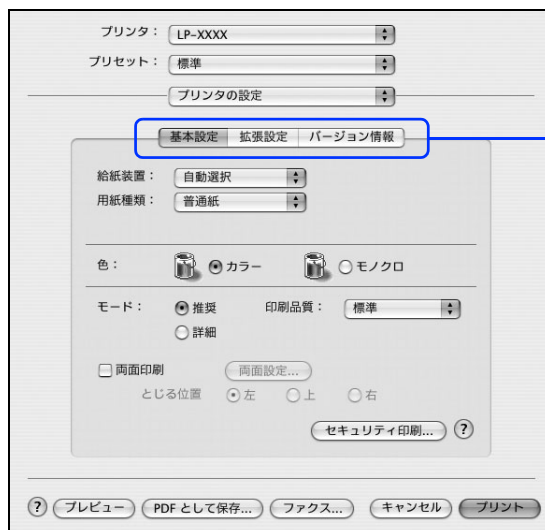 プリンタ： LP-XXXX
プリセット： 標準
プリンタの設定
基本設定 拡張設定 バージョン情報
給紙装置： 自動選択
用紙種類： 普通紙
色： カラー モノクロ
モード： 推奨 印刷品質： 標準
詳細
両面印刷 両面設定...
とじる位置 左 上 右
セキュリティ印刷... ?
? プレビュー PDF として保存... ファクス... キャンセル プリント